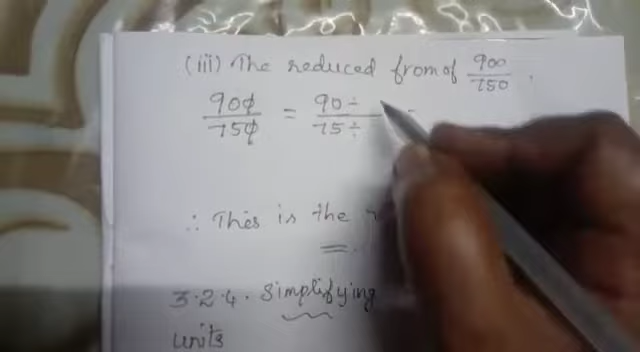 (iii) The reduced from of 900/750.
900/750 = 90 ÷ / 75 ÷
∴ This is the
=.
3.2.4. Simplifying
units